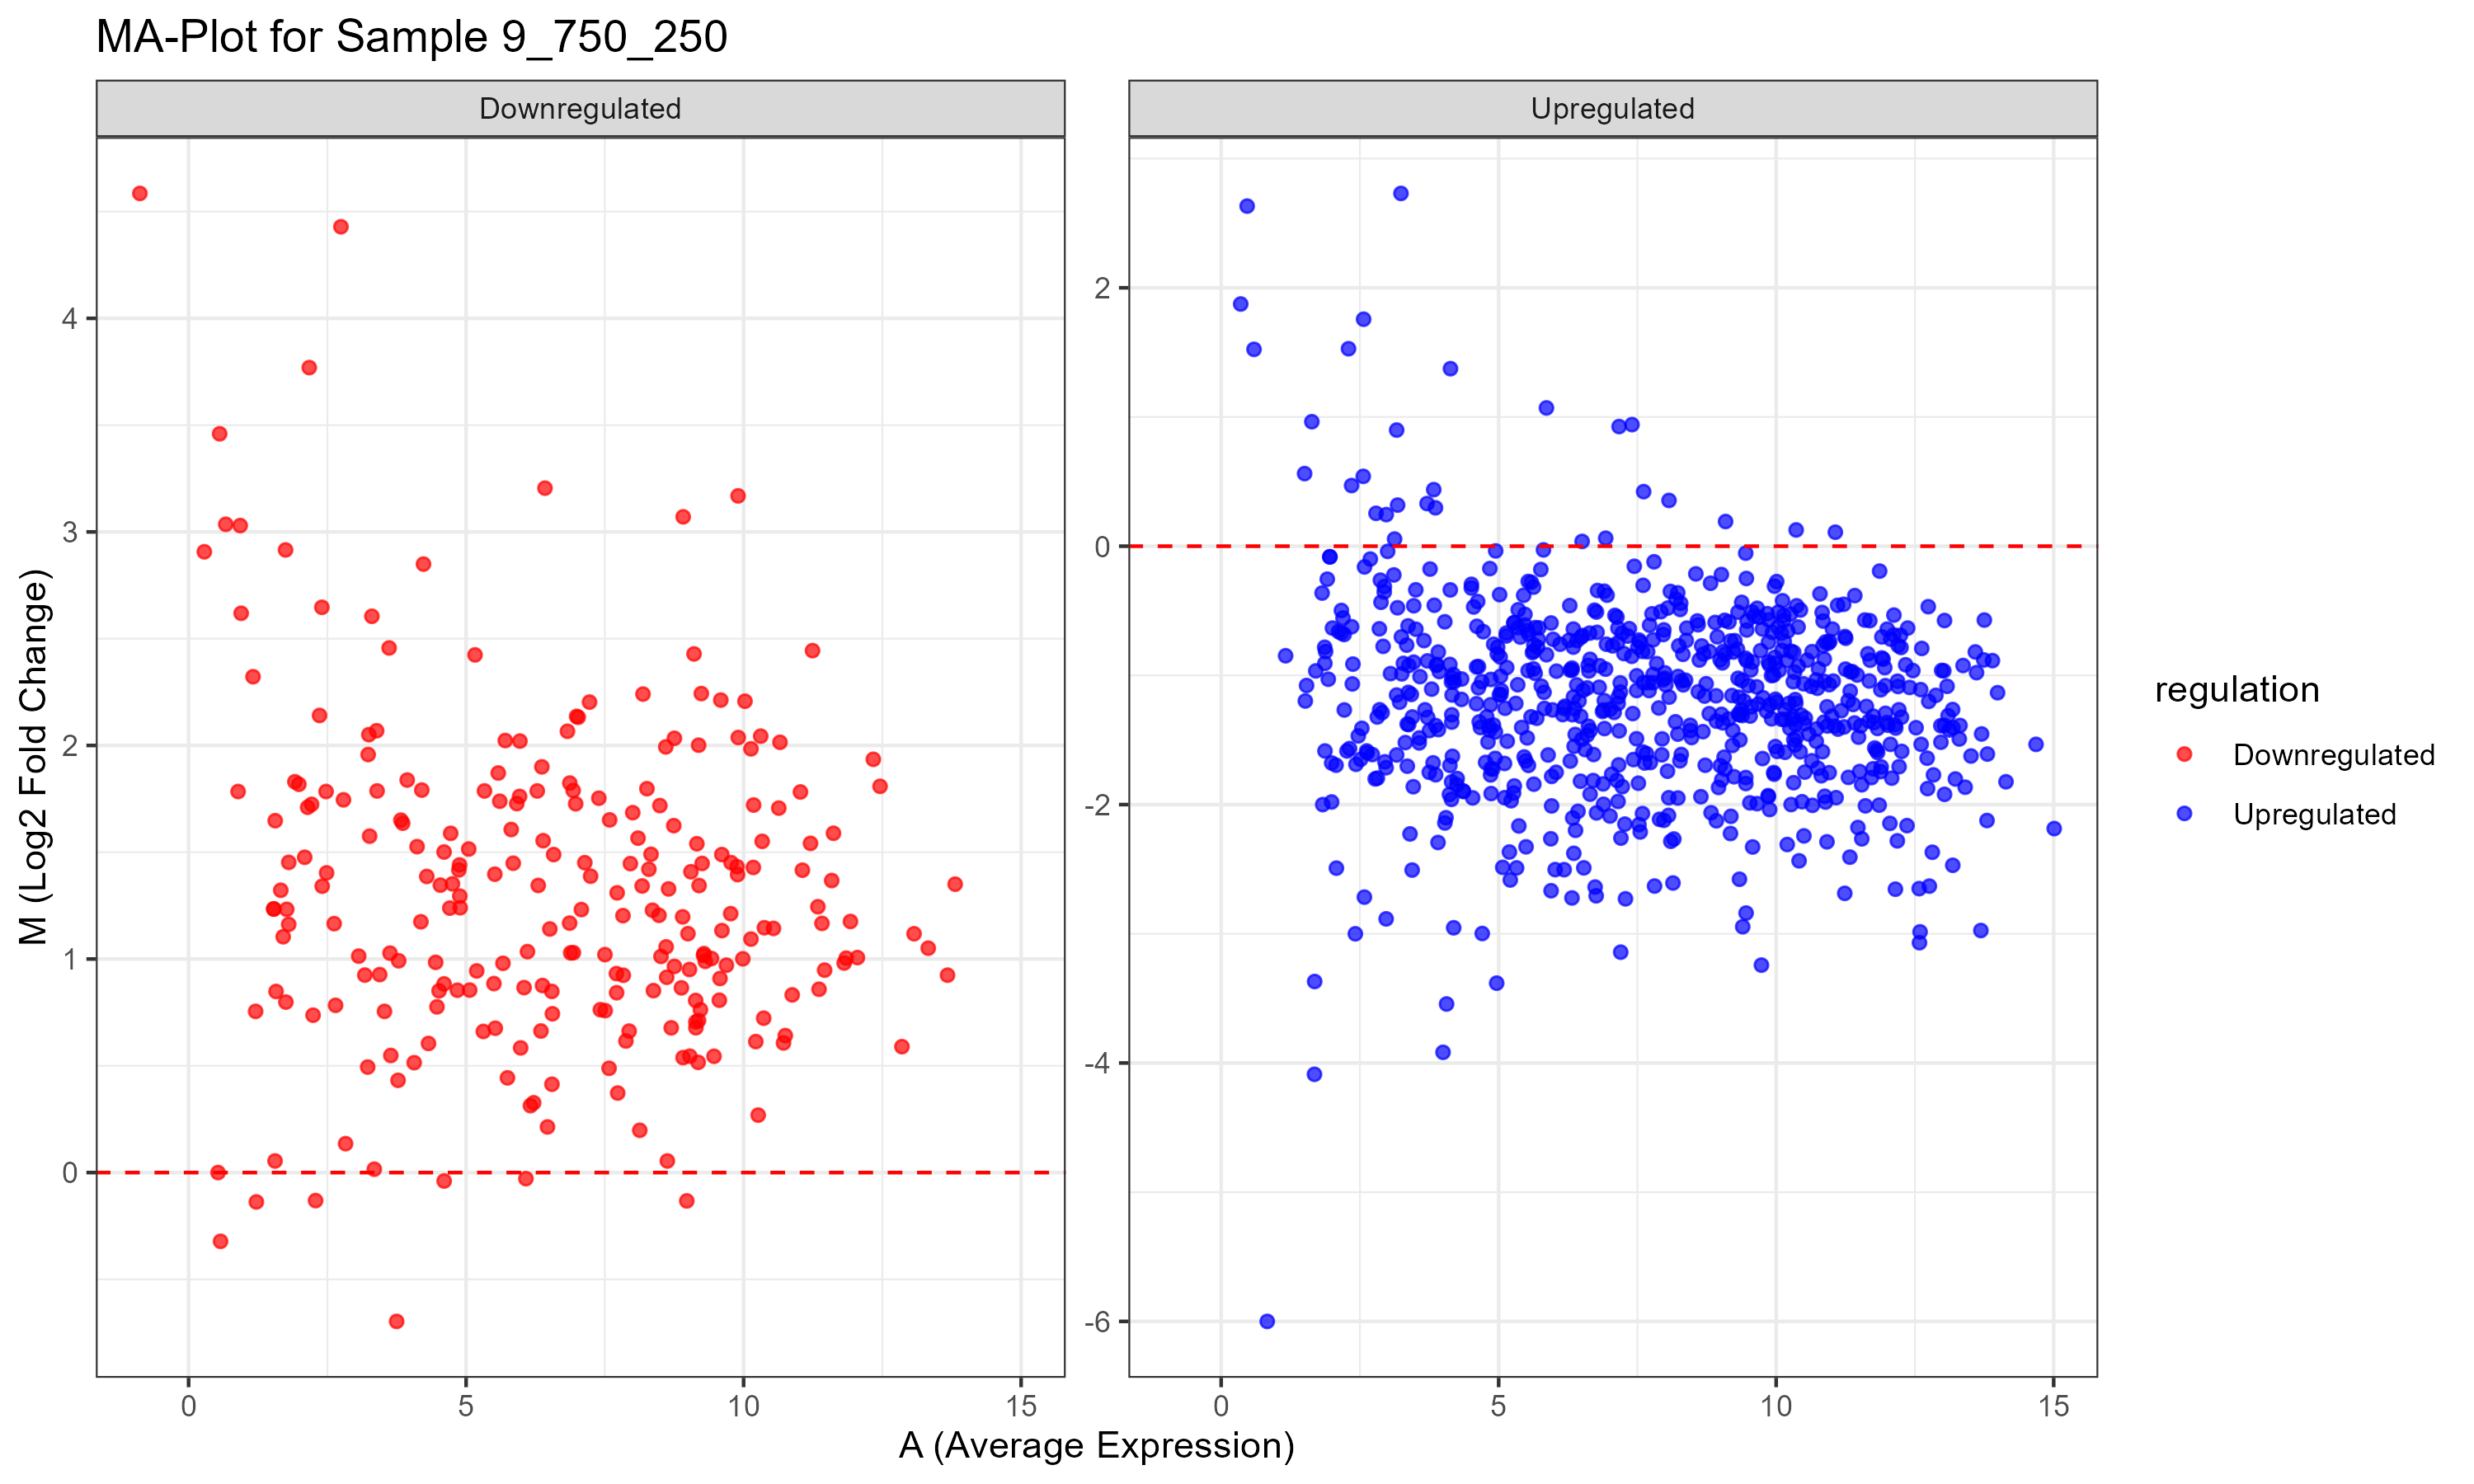 MA-Plot for Sample 9_750_250
Downregulated
Upregulated
M (Log2 Fold Change)
4
3
2
1
0
2
0
-2
-4
-6
0
5
10
15
0
5
10
15
A (Average Expression)
regulation
Downregulated
Upregulated